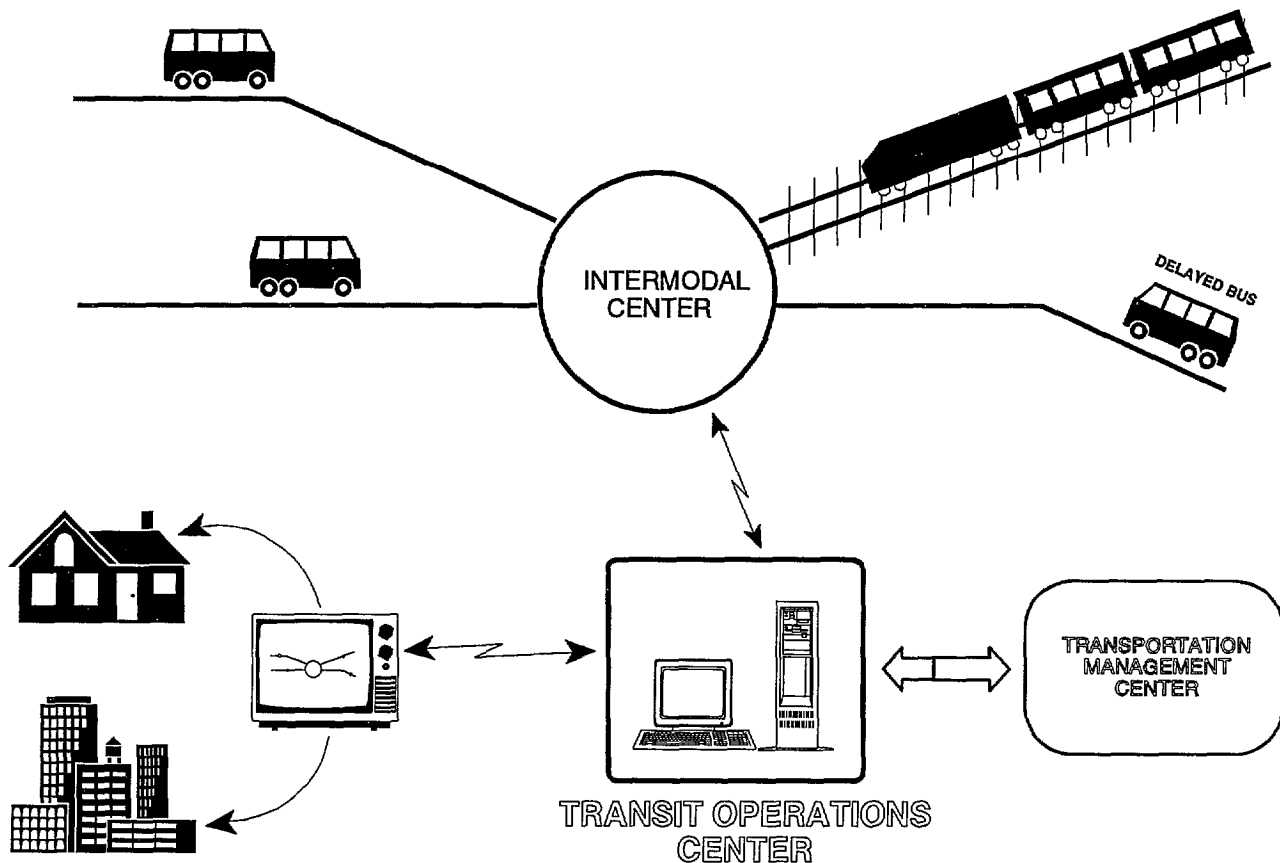 INTERMODAL
CENTER
DELAYED BUS
TRANSPORTATION
MANAGEMENT
CENTER
TRANSIT OPERATIONS
CENTER